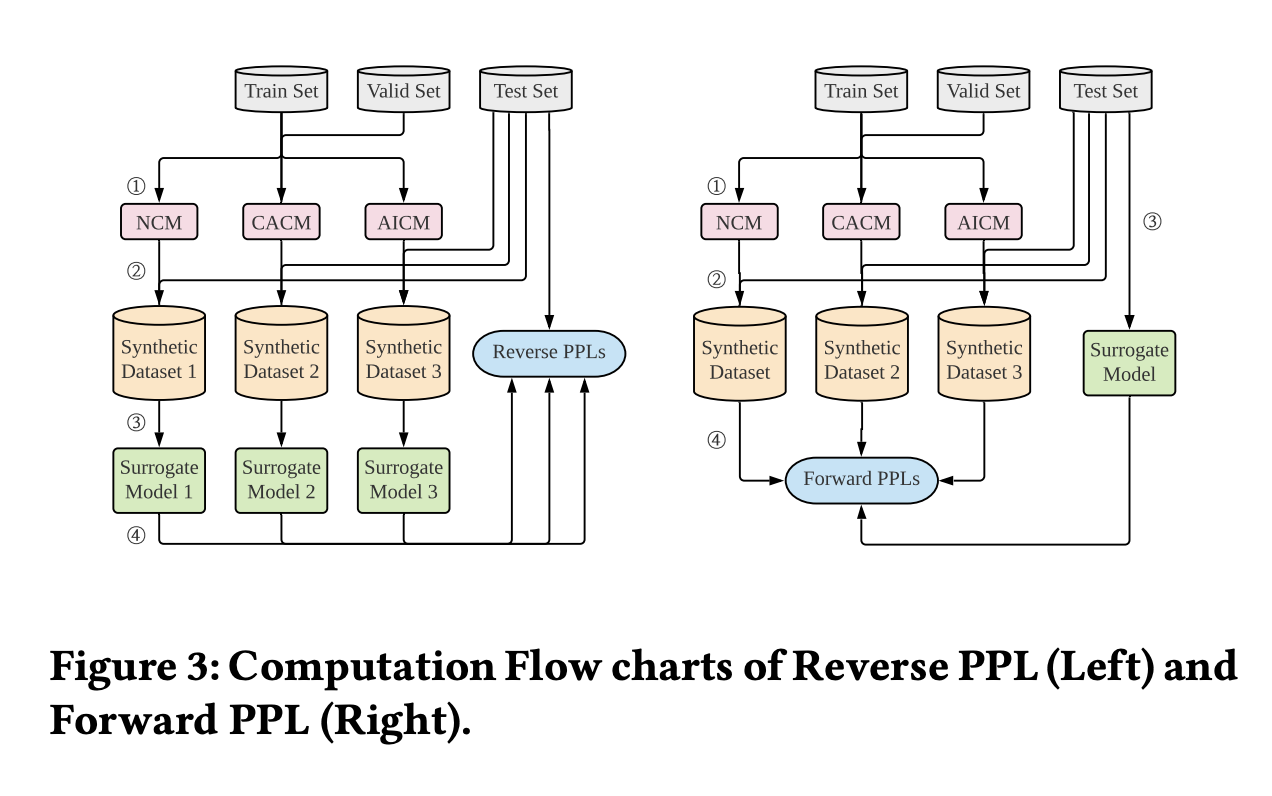 Train Set
Valid Set
Test Set
①
NCM
CACM
AICM
②
Synthetic
Dataset 1
Synthetic
Dataset 2
Synthetic
Dataset 3
Reverse PPLs
③
Surrogate
Model 1
Surrogate
Model 2
Surrogate
Model 3
④
Train Set
Valid Set
Test Set
①
NCM
CACM
AICM
③
②
Synthetic
Dataset
Synthetic
Dataset 2
Synthetic
Dataset 3
Surrogate
Model
④
Forward PPLs
Figure 3: Computation Flow charts of Reverse PPL (Left) and
Forward PPL (Right).